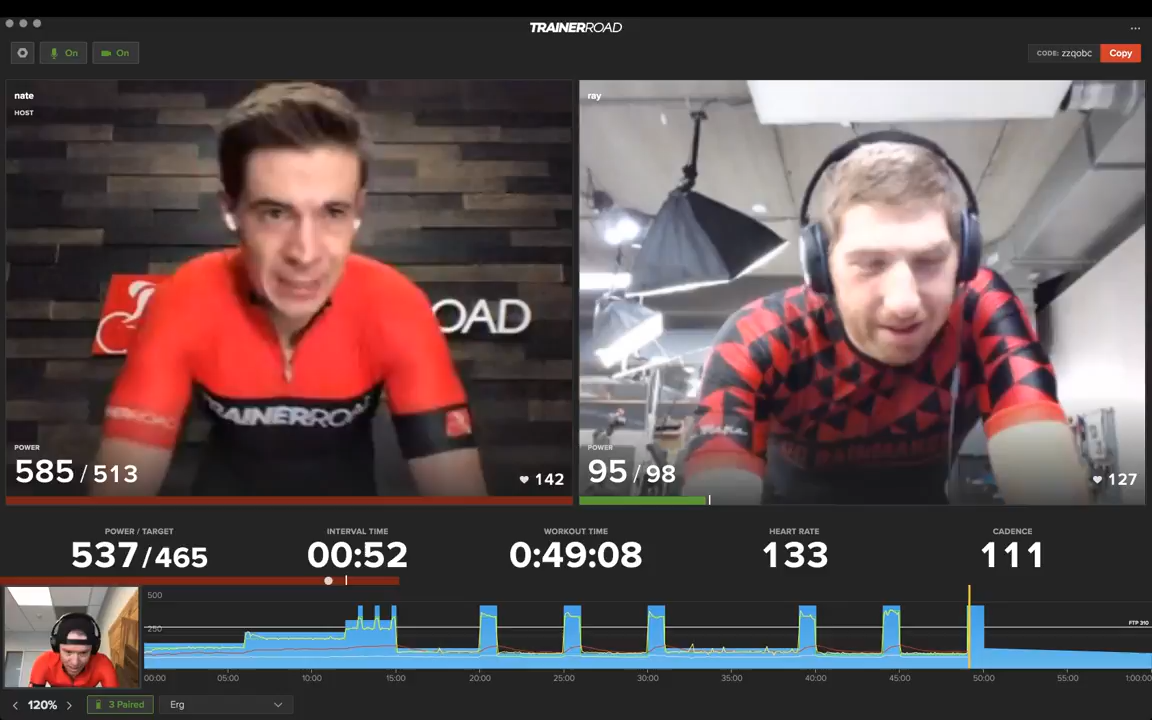 TRAINERROAD
On
On
CODE: zzqobc
Copy
nate
HOST
ray
ROAD
TRAINERROAD
POWER
585 / 513
142
POWER
95 / 98
127
POWER / TARGET
537/465
INTERVAL TIME
00:52
WORKOUT TIME
0:49:08
HEART RATE
133
CADENCE
111
500
250
FTP 310
00:00
05:00
10:00
15:00
20:00
25:00
30:00
35:00
40:00
45:00
50:00
55:00
1:00:00
120%
3 Paired
Erg